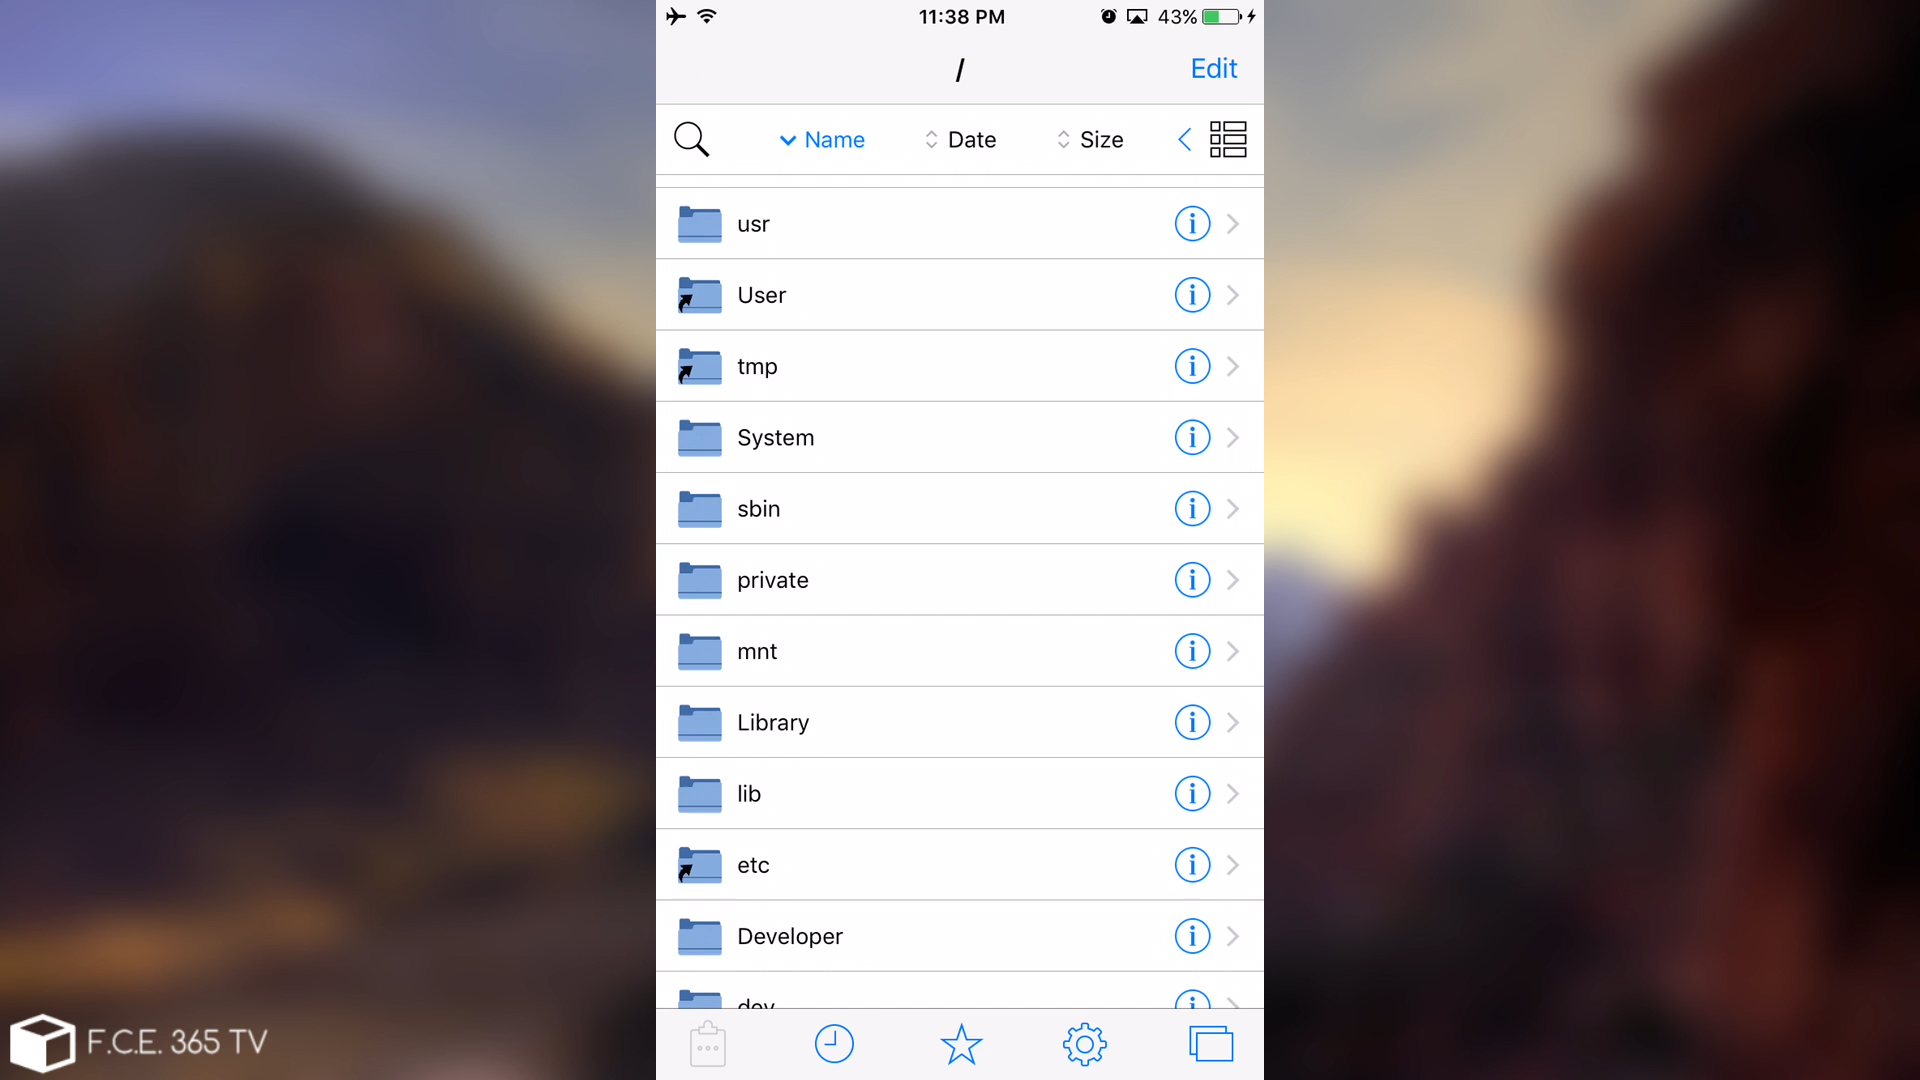 11:38 PM
43%
/
Edit
Name
Date
Size
usr
User
tmp
System
sbin
private
mnt
Library
lib
etc
Developer
dev
F.C.E. 365 TV